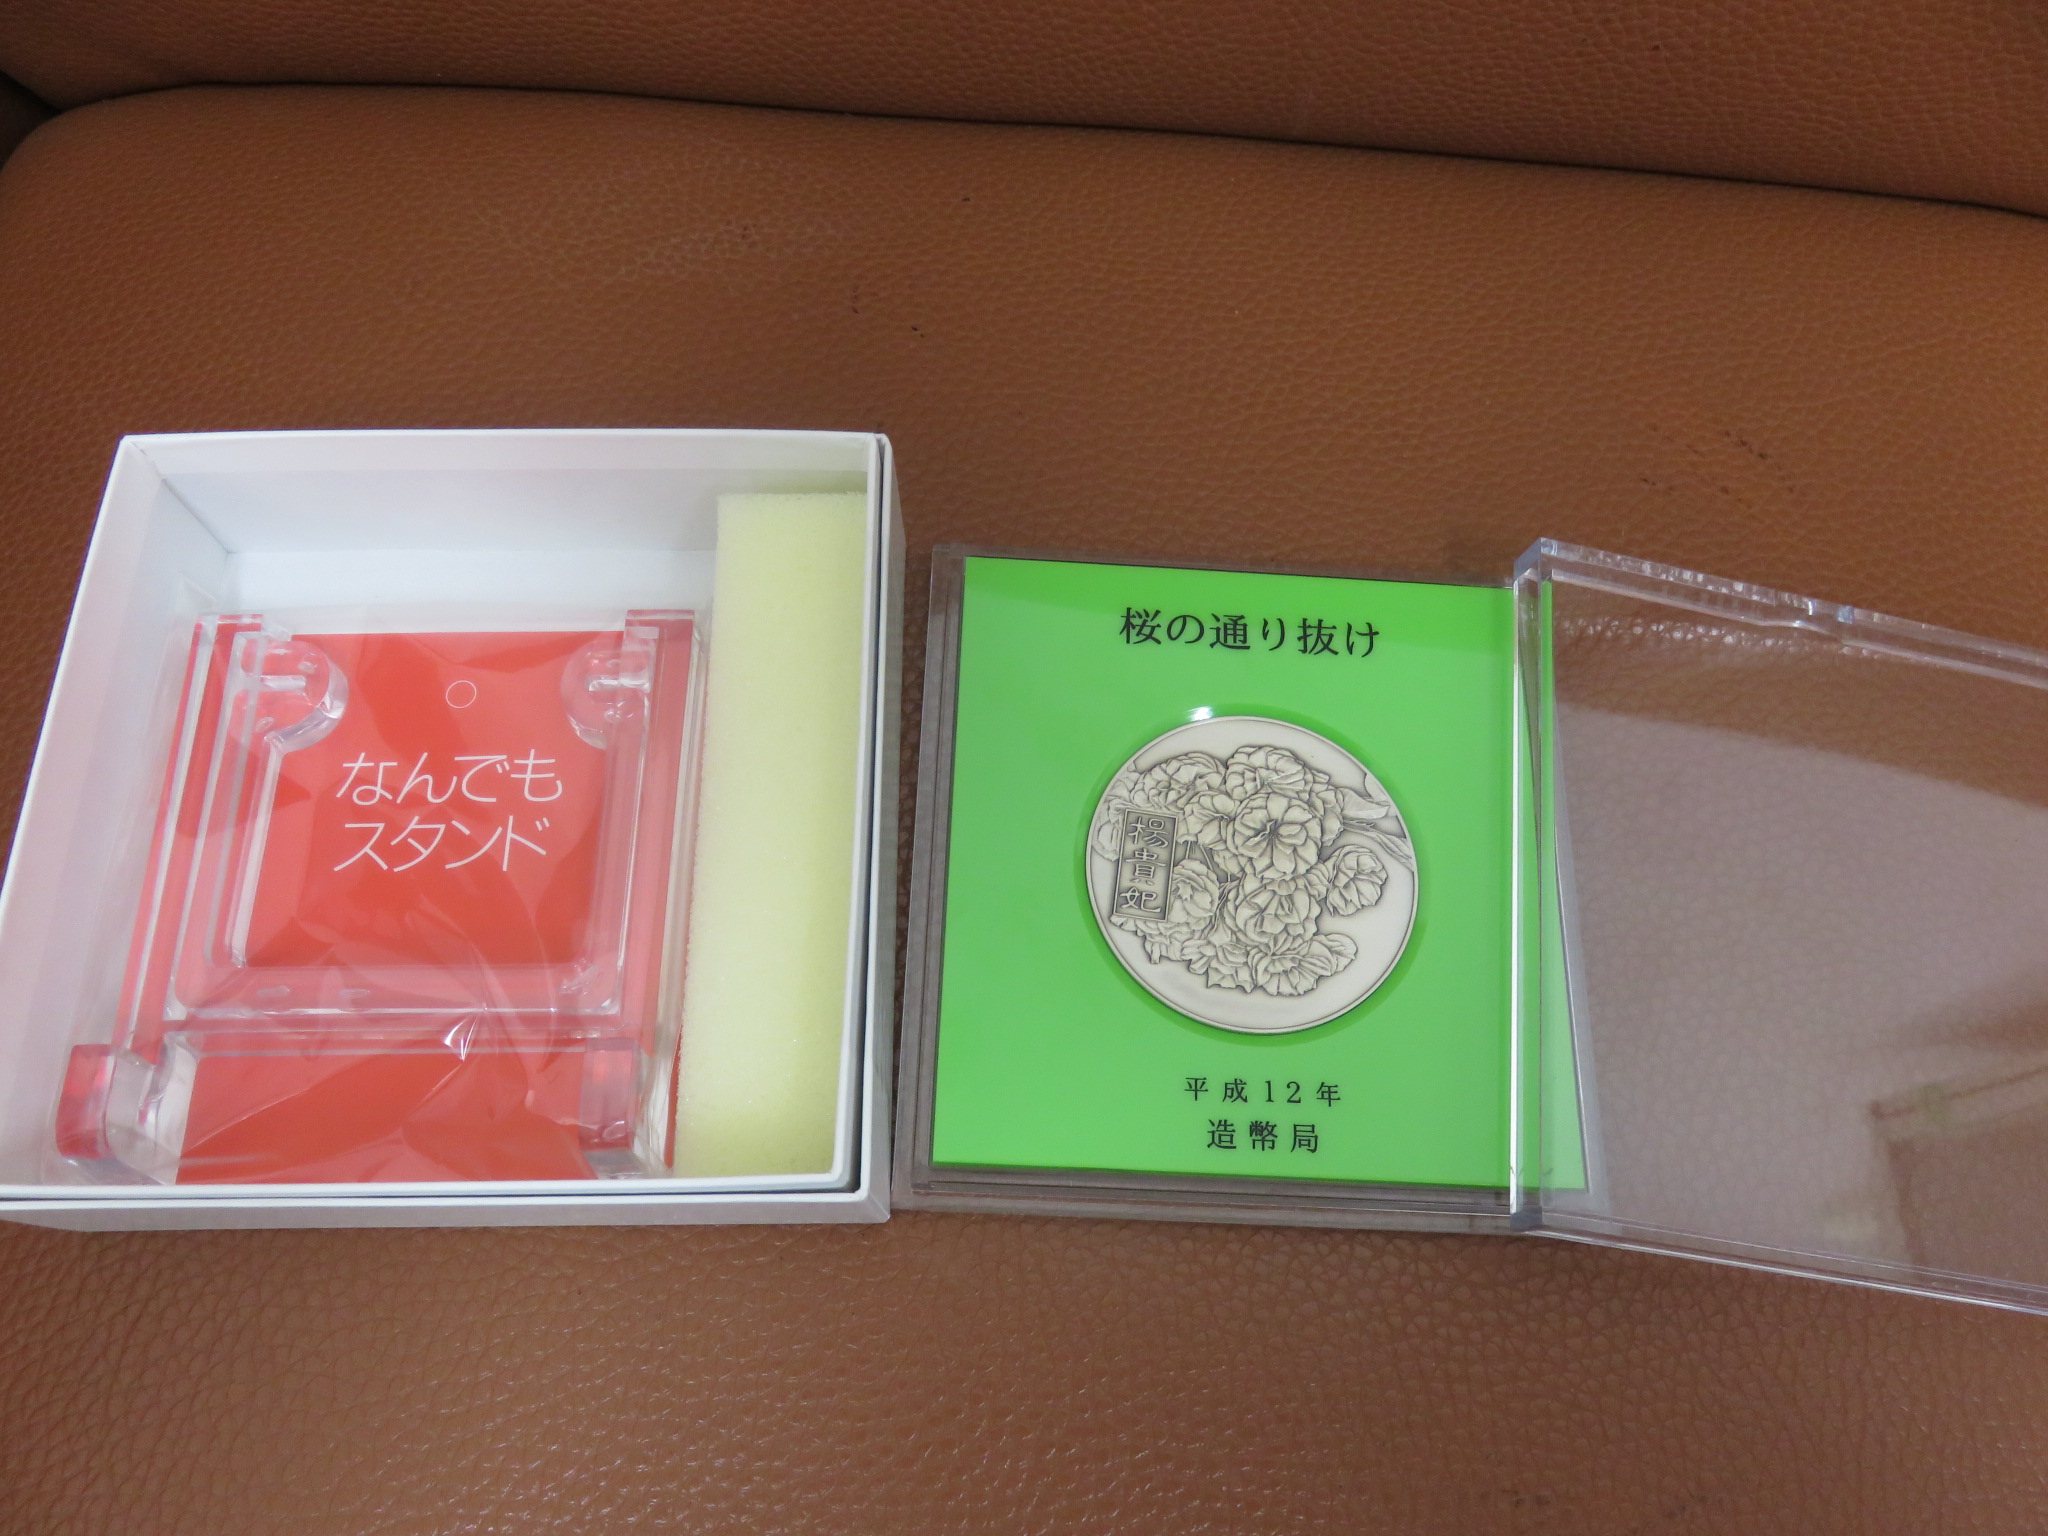 なんでも
スタンド
桜の通り抜け
楊貴妃
平成12年
造幣局